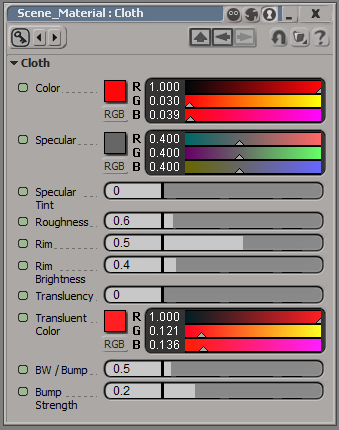 Scene_Material : Cloth
X
?
Cloth
Color R 1.000
G 0.030
RGB B 0.039
Specular R 0.400
G 0.400
RGB B 0.400
Specular Tint 0
Roughness 0.6
Rim 0.5
Rim Brightness 0.4
Transluency 0
Transluent Color R 1.000
G 0.121
RGB B 0.136
BW / Bump 0.5
Bump Strength 0.2